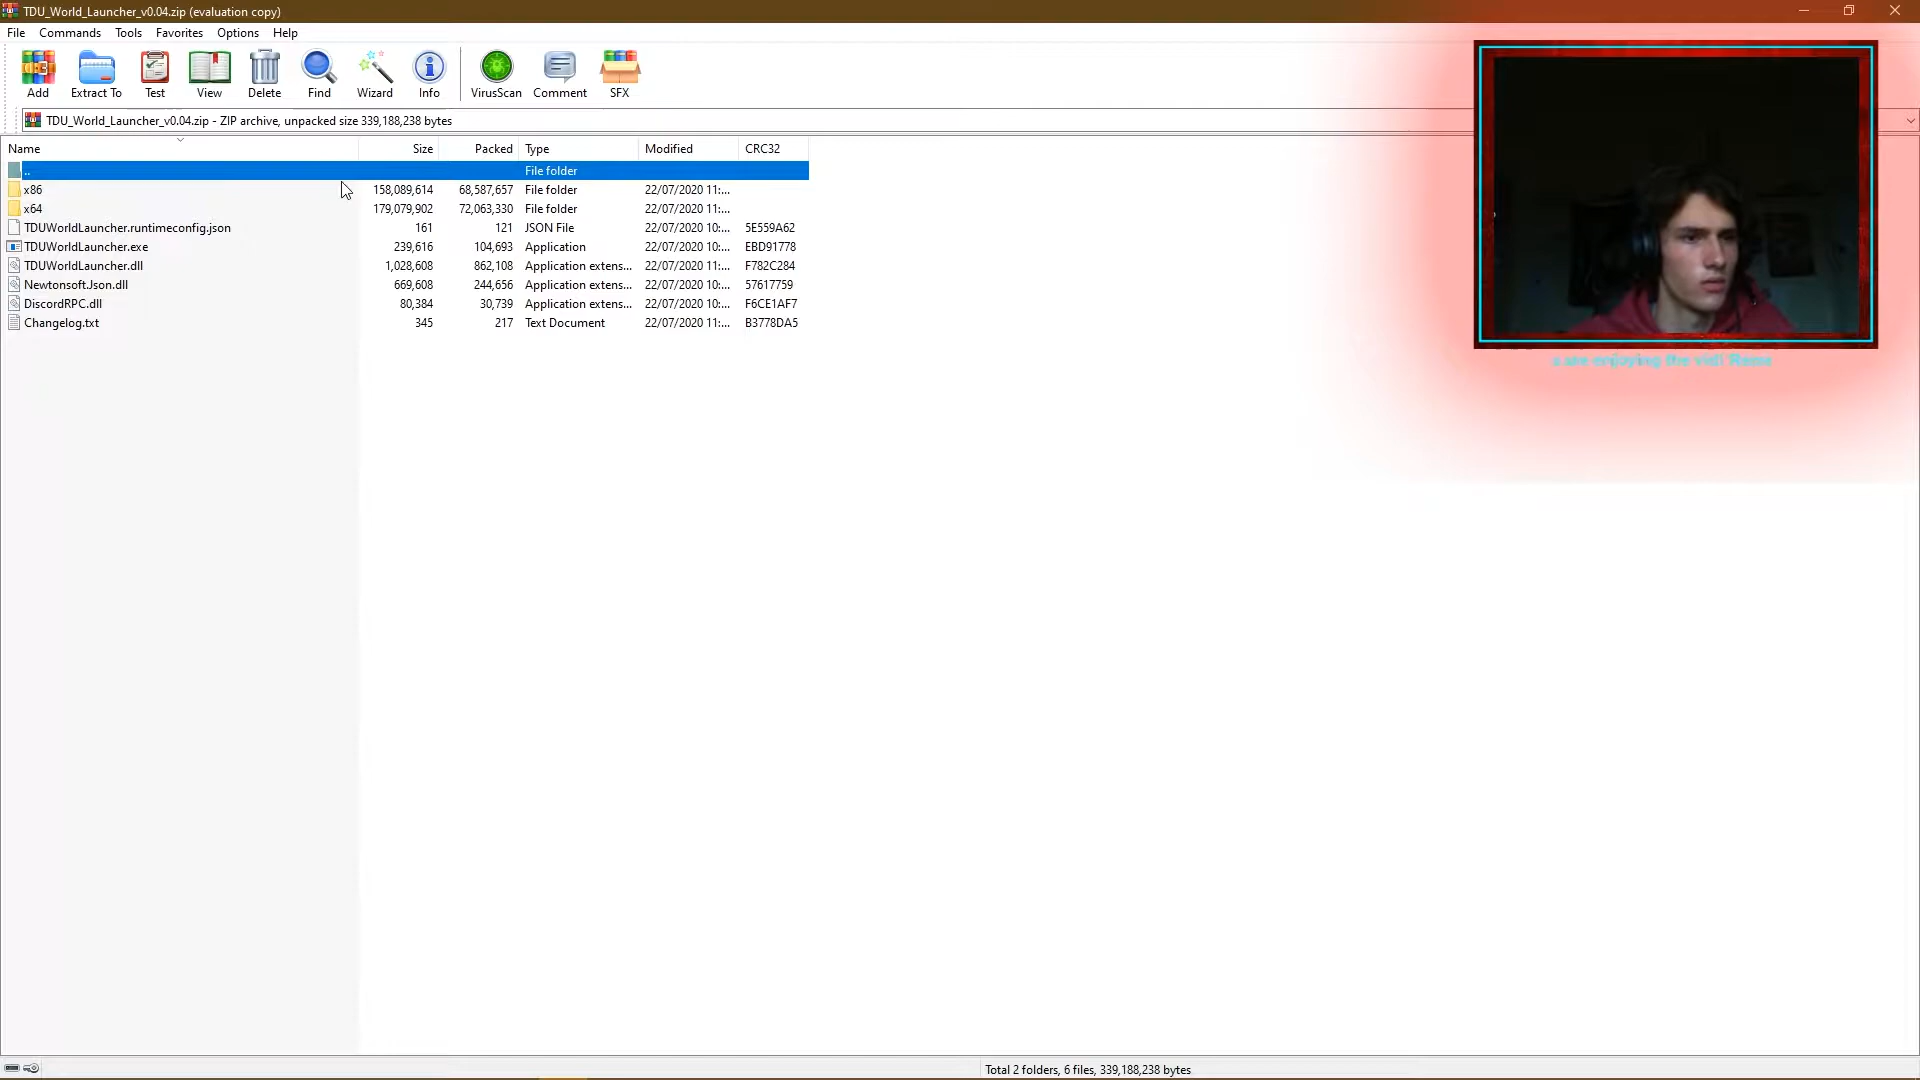 TDU_World_Launcher_v0.04.zip (evaluation copy)
File Commands Tools Favorites Options Help
Add Extract To Test View Delete Find Wizard Info VirusScan Comment SFX
TDU_World_Launcher_v0.04.zip - ZIP archive, unpacked size 339,188,238 bytes
Name Size Packed Type Modified CRC32
.. File folder
x86 158,089,614 68,587,657 File folder 22/07/2020 11:...
x64 179,079,902 72,063,330 File folder 22/07/2020 11:...
TDUWorldLauncher.runtimeconfig.json 161 121 JSON File 22/07/2020 10:... 5E559A62
TDUWorldLauncher.exe 239,616 104,693 Application 22/07/2020 10:... EBD91778
TDUWorldLauncher.dll 1,028,608 862,108 Application extens... 22/07/2020 11:... F782C284
Newtonsoft.Json.dll 669,608 244,656 Application extens... 22/07/2020 10:... 57617759
DiscordRPC.dll 80,384 30,739 Application extens... 22/07/2020 10:... F6CE1AF7
Changelog.txt 345 217 Text Document 22/07/2020 11:... B3778DA5
are enjoying the vid!
Total 2 folders, 6 files, 339,188,238 bytes